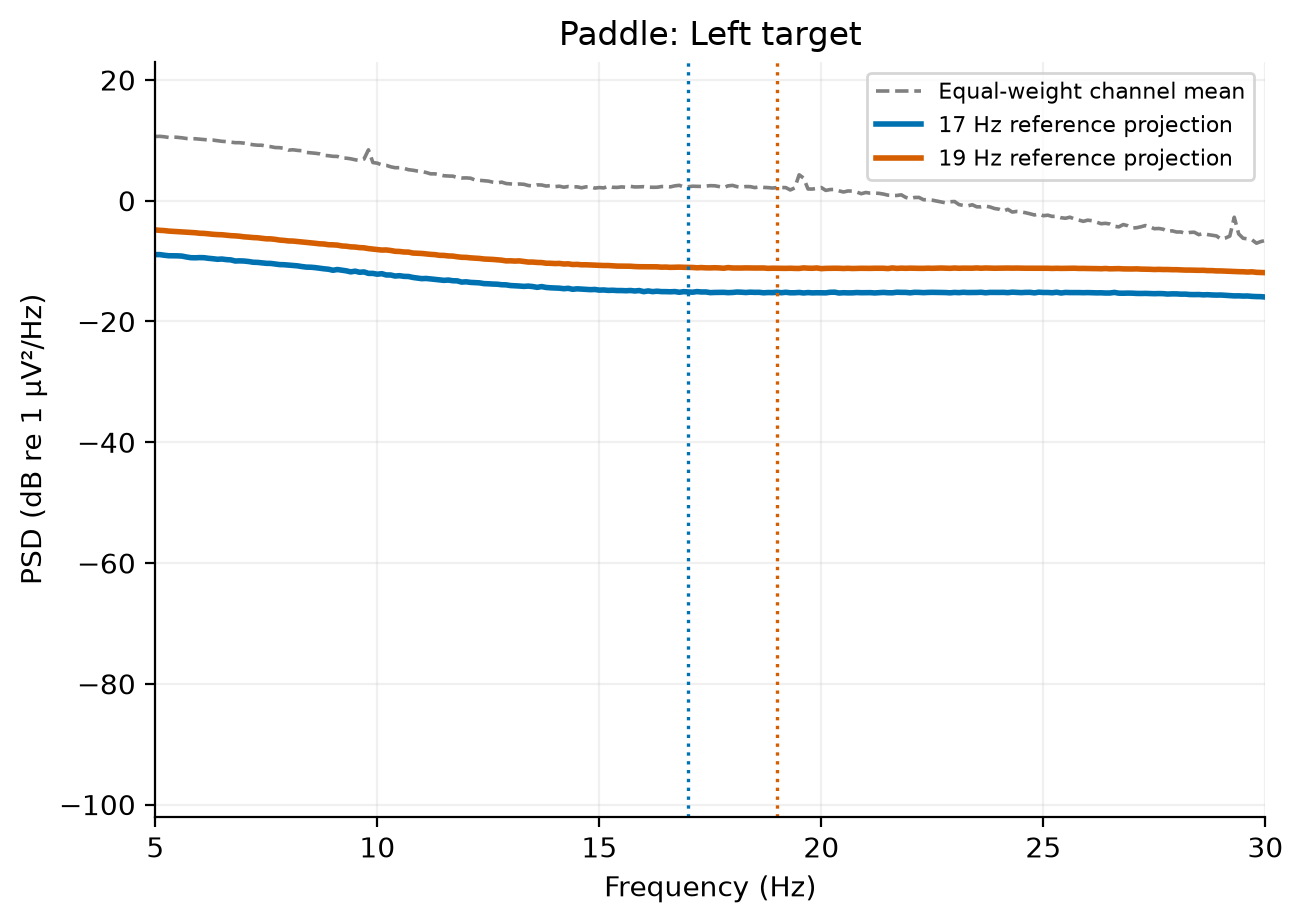 Paddle: Left target
Equal-weight channel mean
17 Hz reference projection
19 Hz reference projection
PSD (dB re 1 µV²/Hz)
20
0
−20
−40
−60
−80
−100
5 10 15 20 25 30
Frequency (Hz)